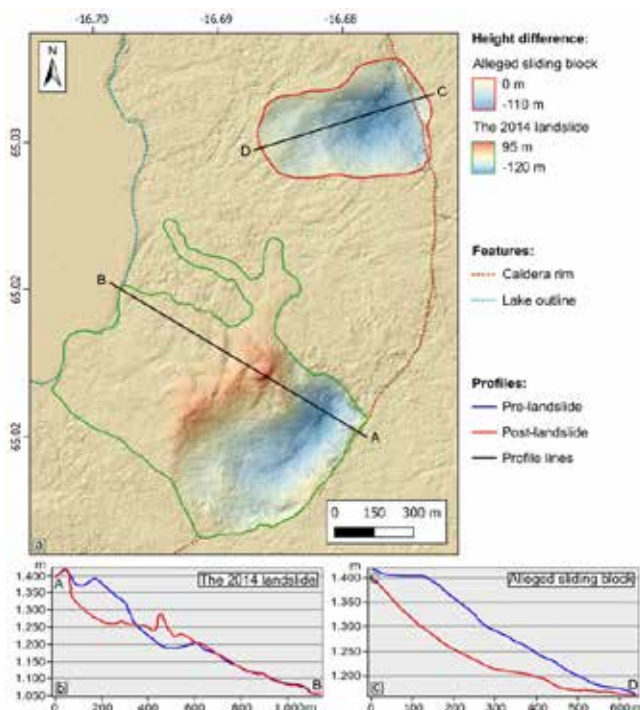 -16.70 -16.69 -16.68
a
N
65.03
65.02
65.02
C
D
B
A
0 150 300 m
Height difference:
Alleged sliding block
0 m
-110 m
The 2014 landslide
95 m
-120 m
Features:
Caldera rim
Lake outline
Profiles:
Pre-landslide
Post-landslide
Profile lines
m
1.400
1.350
1.300
1.250
1.200
1.150
1.100
1.050
A
The 2014 landslide
B
b
0 200 400 600 800 1.000 m
m
1.400
1.350
1.300
1.250
1.200
Alleged sliding block
D
c
0 100 200 300 400 500 600 m